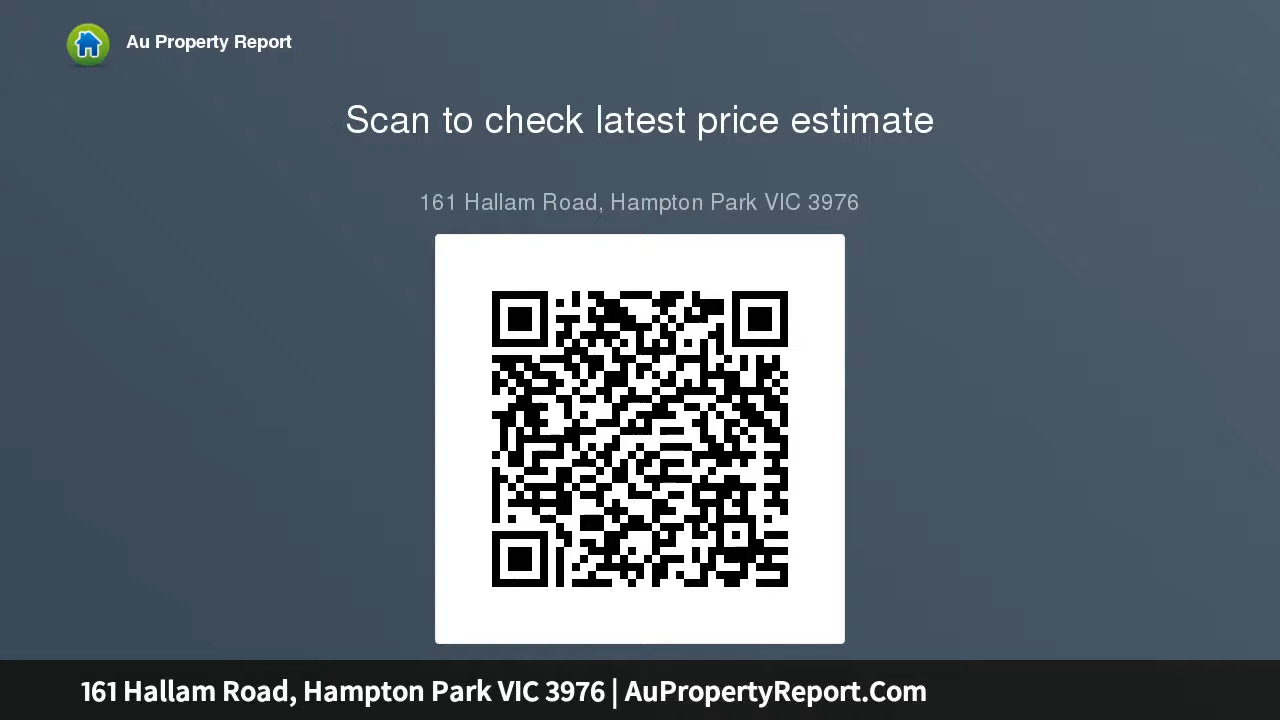 Au Property Report
Scan to check latest price estimate
161 Hallam Road, Hampton Park VIC 3976
161 Hallam Road, Hampton Park VIC 3976 | AuPropertyReport.Com